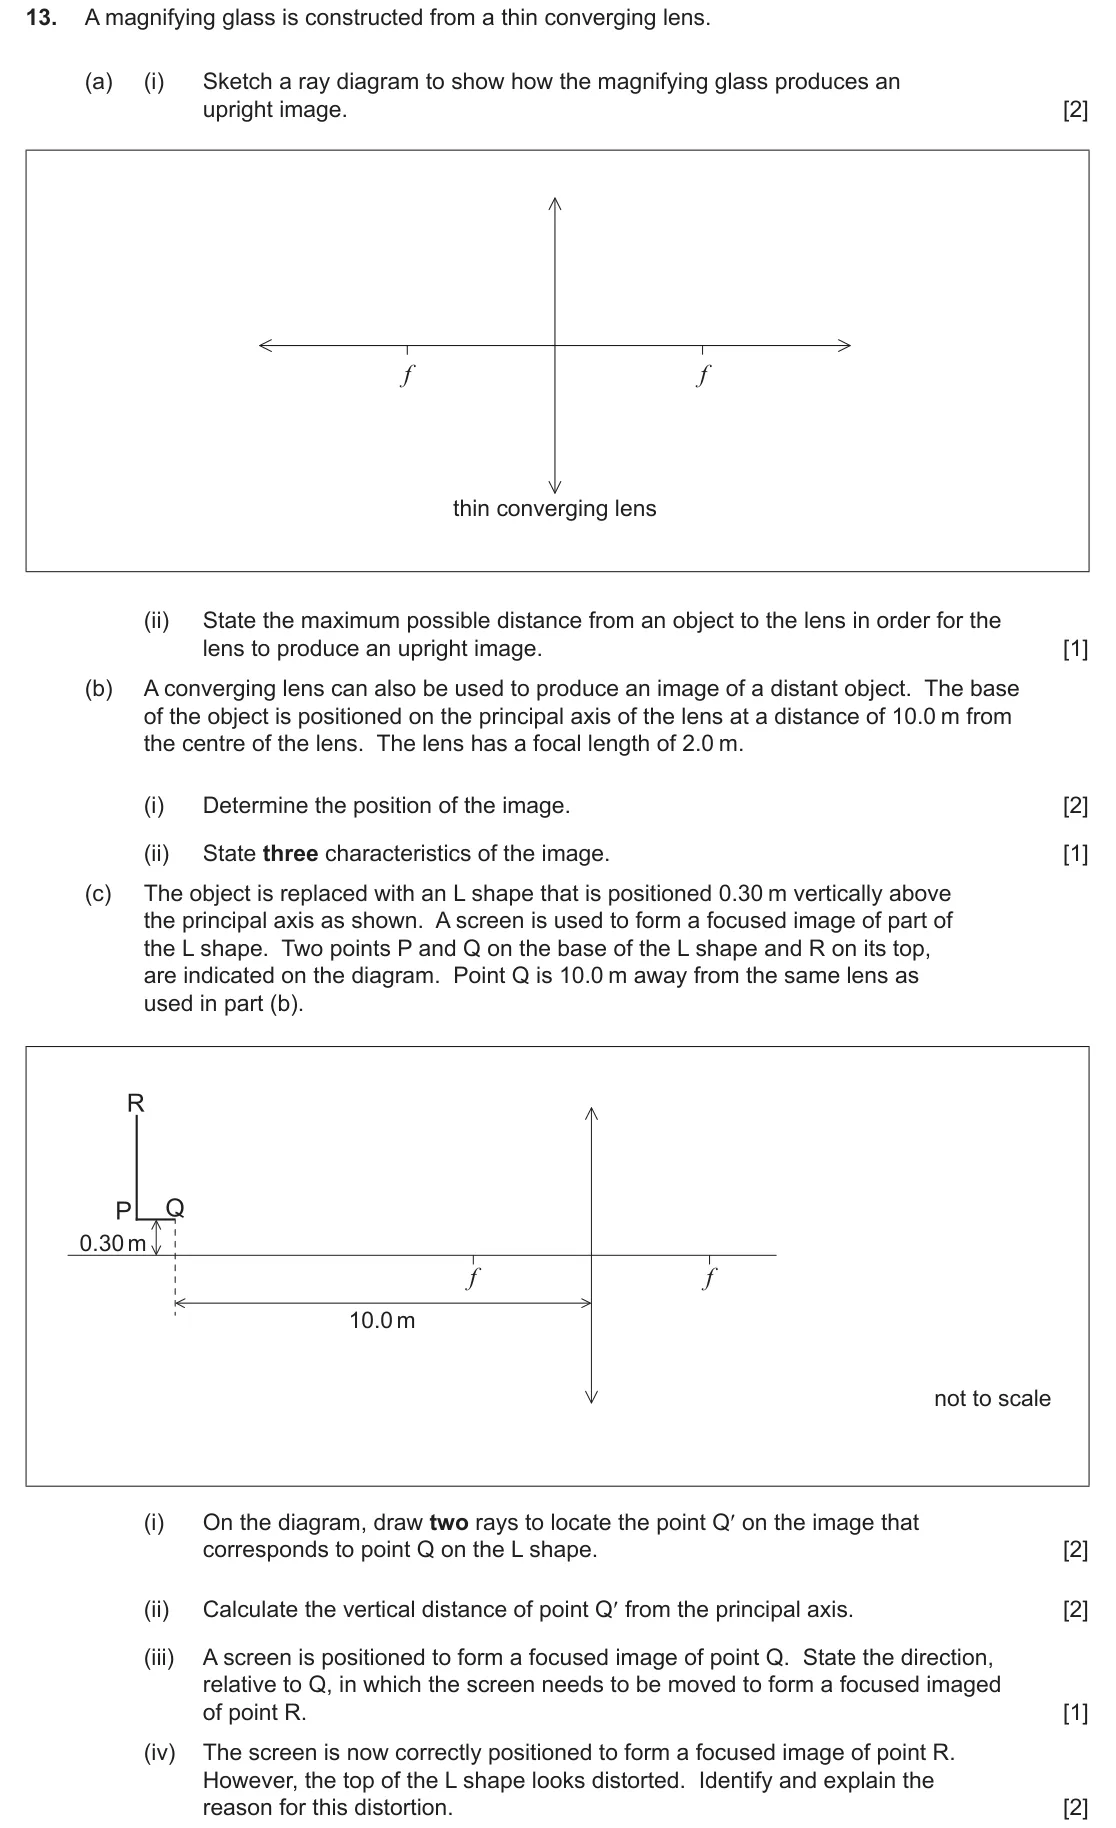 13. A magnifying glass is constructed from a thin converging lens.
(a) (i) Sketch a ray diagram to show how the magnifying glass produces an
upright image. [2]
f f
thin converging lens
(ii) State the maximum possible distance from an object to the lens in order for the
lens to produce an upright image. [1]
(b) A converging lens can also be used to produce an image of a distant object. The base
of the object is positioned on the principal axis of the lens at a distance of 10.0 m from
the centre of the lens. The lens has a focal length of 2.0 m.
(i) Determine the position of the image. [2]
(ii) State three characteristics of the image. [1]
(c) The object is replaced with an L shape that is positioned 0.30 m vertically above
the principal axis as shown. A screen is used to form a focused image of part of
the L shape. Two points P and Q on the base of the L shape and R on its top,
are indicated on the diagram. Point Q is 10.0 m away from the same lens as
used in part (b).
R
P Q
0.30 m
f f
10.0 m
not to scale
(i) On the diagram, draw two rays to locate the point Q′ on the image that
corresponds to point Q on the L shape. [2]
(ii) Calculate the vertical distance of point Q′ from the principal axis. [2]
(iii) A screen is positioned to form a focused image of point Q. State the direction,
relative to Q, in which the screen needs to be moved to form a focused imaged
of point R. [1]
(iv) The screen is now correctly positioned to form a focused image of point R.
However, the top of the L shape looks distorted. Identify and explain the
reason for this distortion. [2]